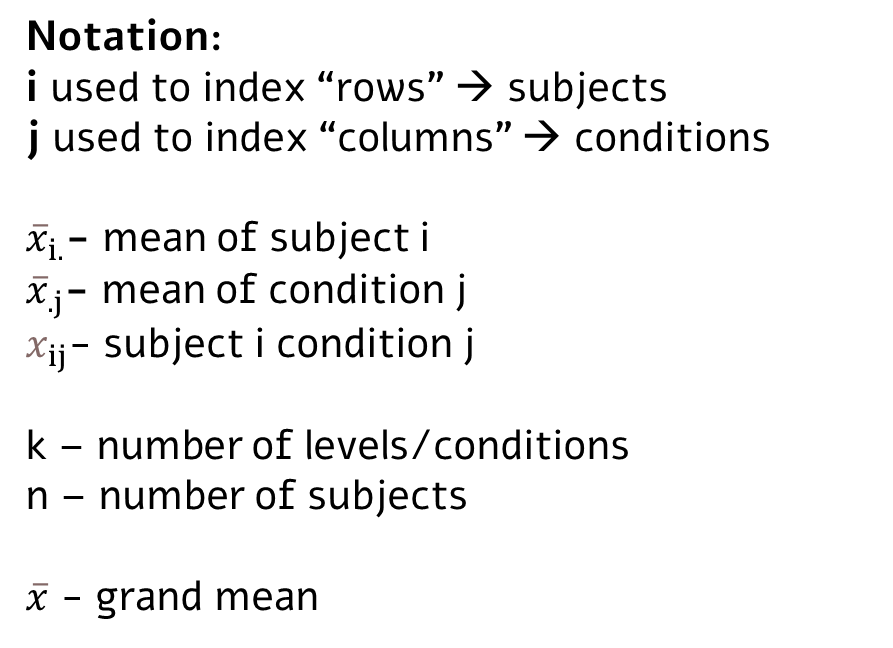 Notation:
i used to index “rows” → subjects
j used to index “columns” → conditions
x̄i. – mean of subject i
x̄.j – mean of condition j
xij – subject i condition j
k – number of levels/conditions
n – number of subjects
x̄ – grand mean